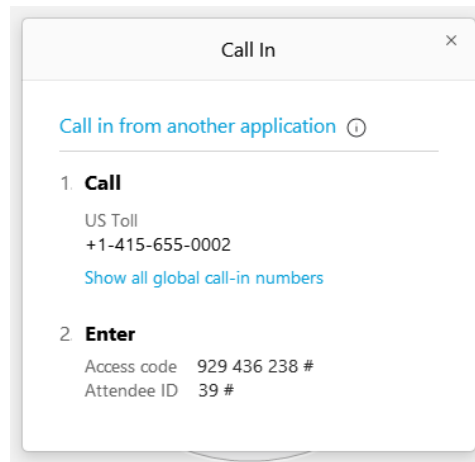 Call In
Call in from another application
1. Call
US Toll
+1-415-655-0002
Show all global call-in numbers
2. Enter
Access code 929 436 238 #
Attendee ID 39 #